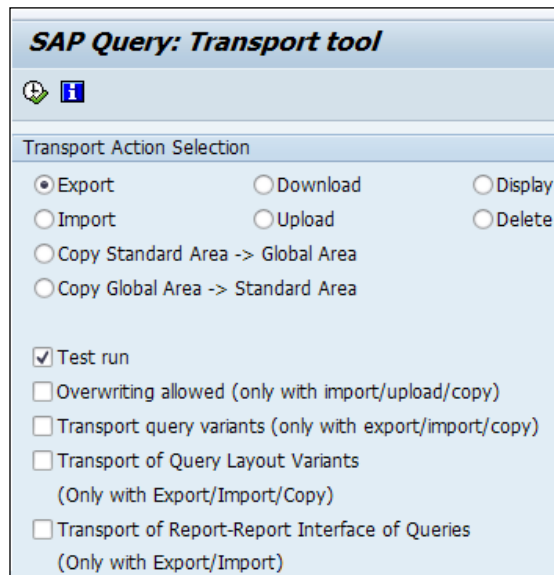 SAP Query: Transport tool
Transport Action Selection
Export Download Display
Import Upload Delete
Copy Standard Area -> Global Area
Copy Global Area -> Standard Area
Test run
Overwriting allowed (only with import/upload/copy)
Transport query variants (only with export/import/copy)
Transport of Query Layout Variants
(Only with Export/Import/Copy)
Transport of Report-Report Interface of Queries
(Only with Export/Import)